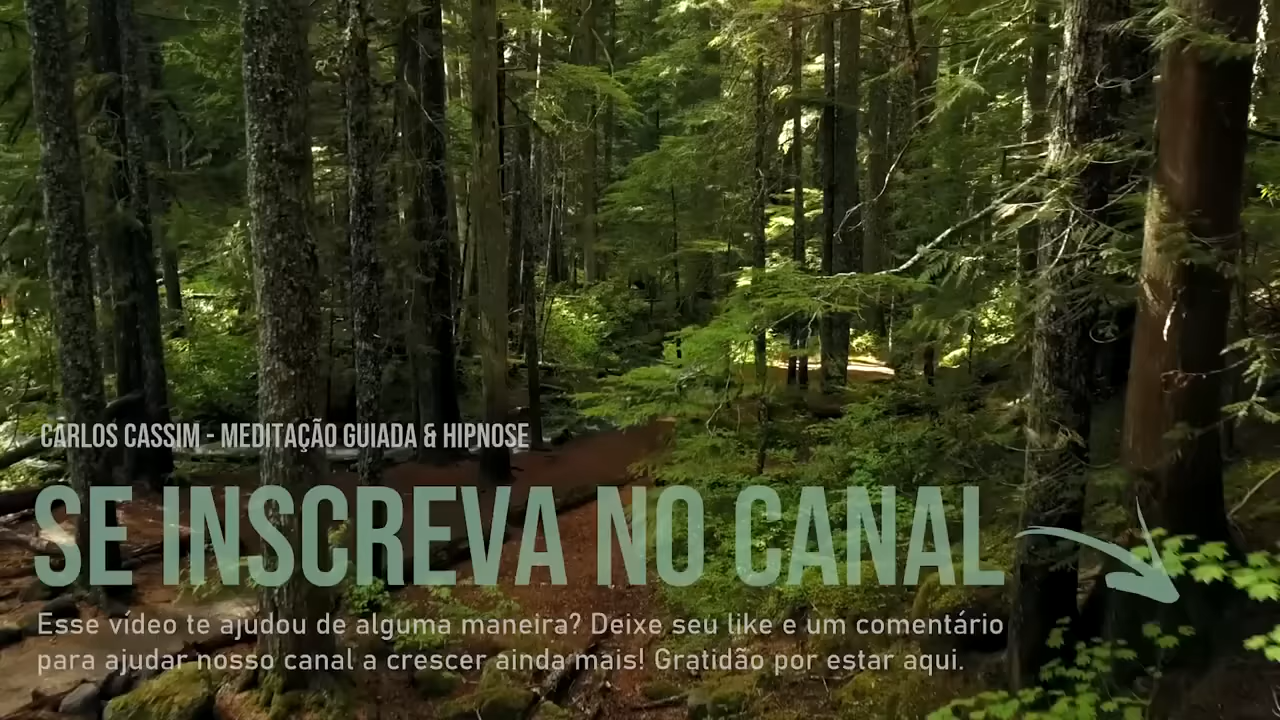 CARLOS CASSIM - MEDITAÇÃO GUIADA & HIPNOSE
SE INSCREVA NO CANAL
Esse vídeo te ajudou de alguma maneira? Deixe seu like e um comentário
para ajudar nosso canal a crescer ainda mais! Gratidão por estar aqui.